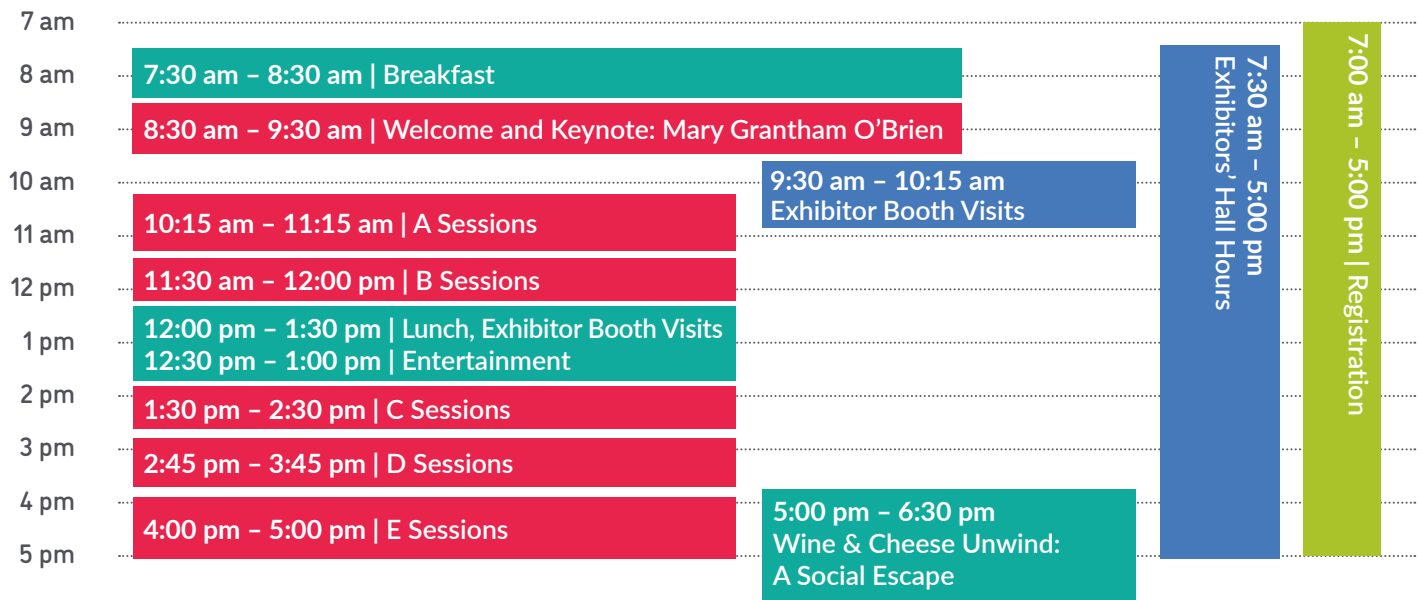 7 am
8 am
9 am
10 am
11 am
12 pm
1 pm
2 pm
3 pm
4 pm
5 pm
7:30 am – 8:30 am | Breakfast
8:30 am – 9:30 am | Welcome and Keynote: Mary Grantham O’Brien
9:30 am – 10:15 am
Exhibitor Booth Visits
10:15 am – 11:15 am | A Sessions
11:30 am – 12:00 pm | B Sessions
12:00 pm – 1:30 pm | Lunch, Exhibitor Booth Visits
12:30 pm – 1:00 pm | Entertainment
1:30 pm – 2:30 pm | C Sessions
2:45 pm – 3:45 pm | D Sessions
4:00 pm – 5:00 pm | E Sessions
5:00 pm – 6:30 pm
Wine & Cheese Unwind:
A Social Escape
7:30 am – 5:00 pm
Exhibitors’ Hall Hours
7:00 am – 5:00 pm | Registration